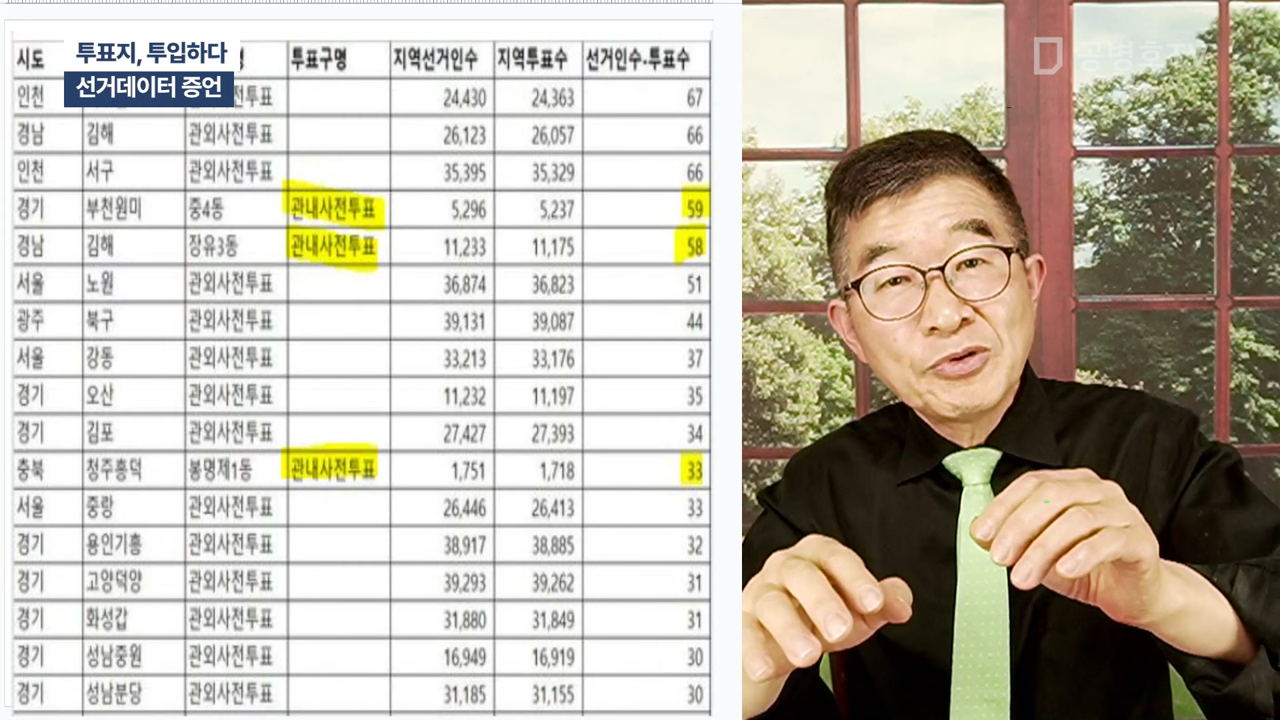 투표지, 투입하다
선거데이터 증언
공병호
시도 명 투표구명 지역선거인수 지역투표수 선거인수-투표수
인천 관외사전투표 24,430 24,363 67
경남 김해 관외사전투표 26,123 26,057 66
인천 서구 관외사전투표 35,395 35,329 66
경기 부천원미 중4동 관내사전투표 5,296 5,237 59
경남 김해 장유3동 관내사전투표 11,233 11,175 58
서울 노원 관외사전투표 36,874 36,823 51
광주 북구 관외사전투표 39,131 39,087 44
서울 강동 관외사전투표 33,213 33,176 37
경기 오산 관외사전투표 11,232 11,197 35
경기 김포 관외사전투표 27,427 27,393 34
충북 청주흥덕 봉명제1동 관내사전투표 1,751 1,718 33
서울 중랑 관외사전투표 26,446 26,413 33
경기 용인기흥 관외사전투표 38,917 38,885 32
경기 고양덕양 관외사전투표 39,293 39,262 31
경기 화성갑 관외사전투표 31,880 31,849 31
경기 성남중원 관외사전투표 16,949 16,919 30
경기 성남분당 관외사전투표 31,185 31,155 30